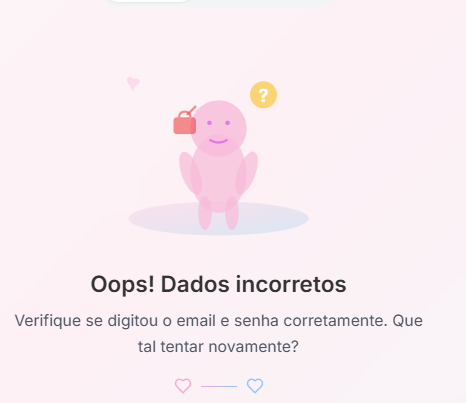 ?
Oops! Dados incorretos
Verifique se digitou o email e senha corretamente. Que
tal tentar novamente?